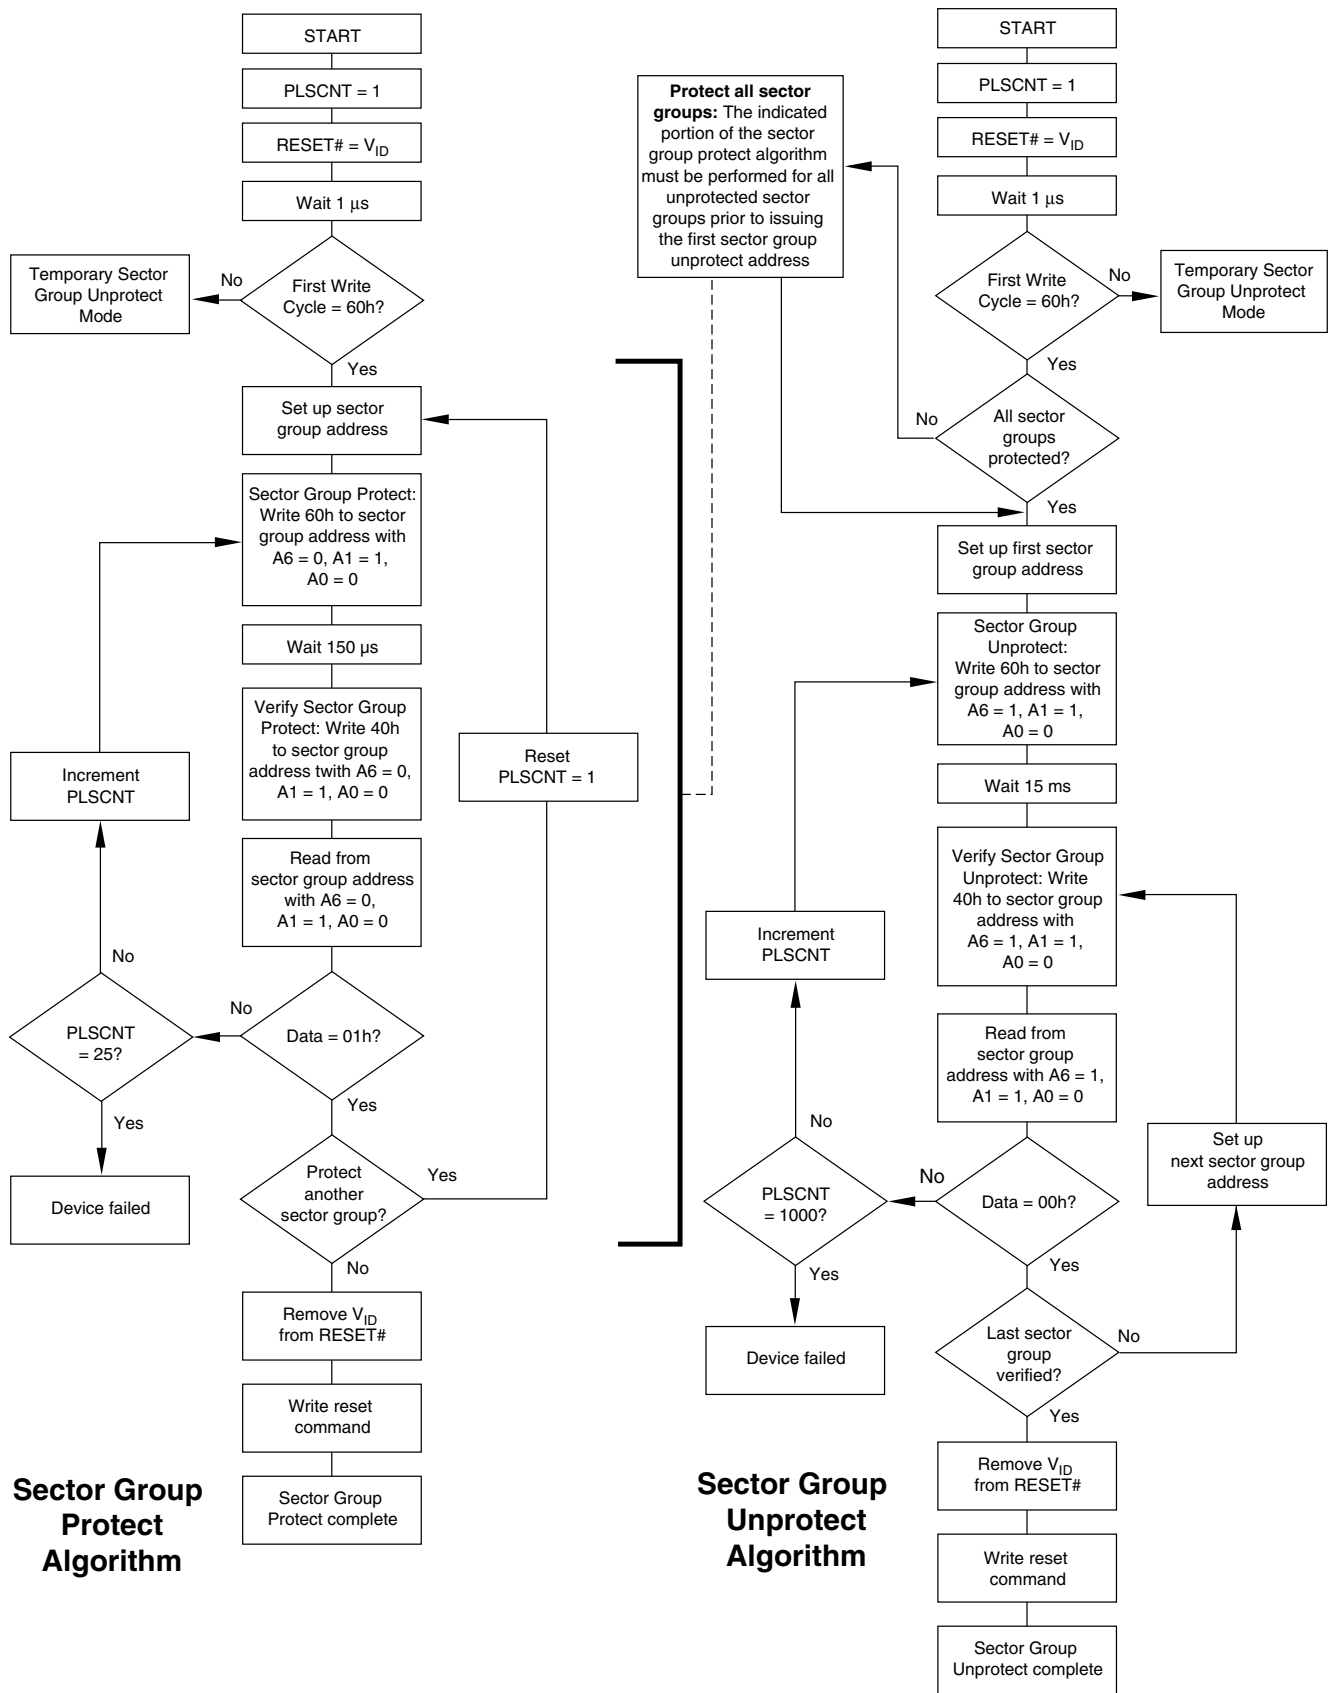 START
PLSCNT = 1
RESET# = VID
Wait 1 μs
First Write
Cycle = 60h?
No
Temporary Sector
Group Unprotect
Mode
Yes
Set up sector
group address
Sector Group Protect:
Write 60h to sector
group address with
A6 = 0, A1 = 1,
A0 = 0
Wait 150 µs
Verify Sector Group
Protect: Write 40h
to sector group
address twith A6 = 0,
A1 = 1, A0 = 0
Reset
PLSCNT = 1
Increment
PLSCNT
Read from
sector group address
with A6 = 0,
A1 = 1, A0 = 0
No
No
PLSCNT
= 25?
Data = 01h?
Yes
Yes
Device failed
Protect
another
sector group?
Yes
No
Remove VID
from RESET#
Write reset
command
Sector Group
Protect complete
Sector Group
Protect
Algorithm
Protect all sector
groups: The indicated
portion of the sector
group protect algorithm
must be performed for all
unprotected sector
groups prior to issuing
the first sector group
unprotect address
START
PLSCNT = 1
RESET# = VID
Wait 1 μs
First Write
Cycle = 60h?
No
Temporary Sector
Group Unprotect
Mode
Yes
No
All sector
groups
protected?
Yes
Set up first sector
group address
Sector Group
Unprotect:
Write 60h to sector
group address with
A6 = 1, A1 = 1,
A0 = 0
Wait 15 ms
Verify Sector Group
Unprotect: Write
40h to sector group
address with
A6 = 1, A1 = 1,
A0 = 0
Increment
PLSCNT
Read from
sector group
address with A6 = 1,
A1 = 1, A0 = 0
No
No
PLSCNT
= 1000?
Data = 00h?
Set up
next sector group
address
Yes
Yes
Device failed
Last sector
group
verified?
No
Yes
Remove VID
from RESET#
Write reset
command
Sector Group
Unprotect complete
Sector Group
Unprotect
Algorithm